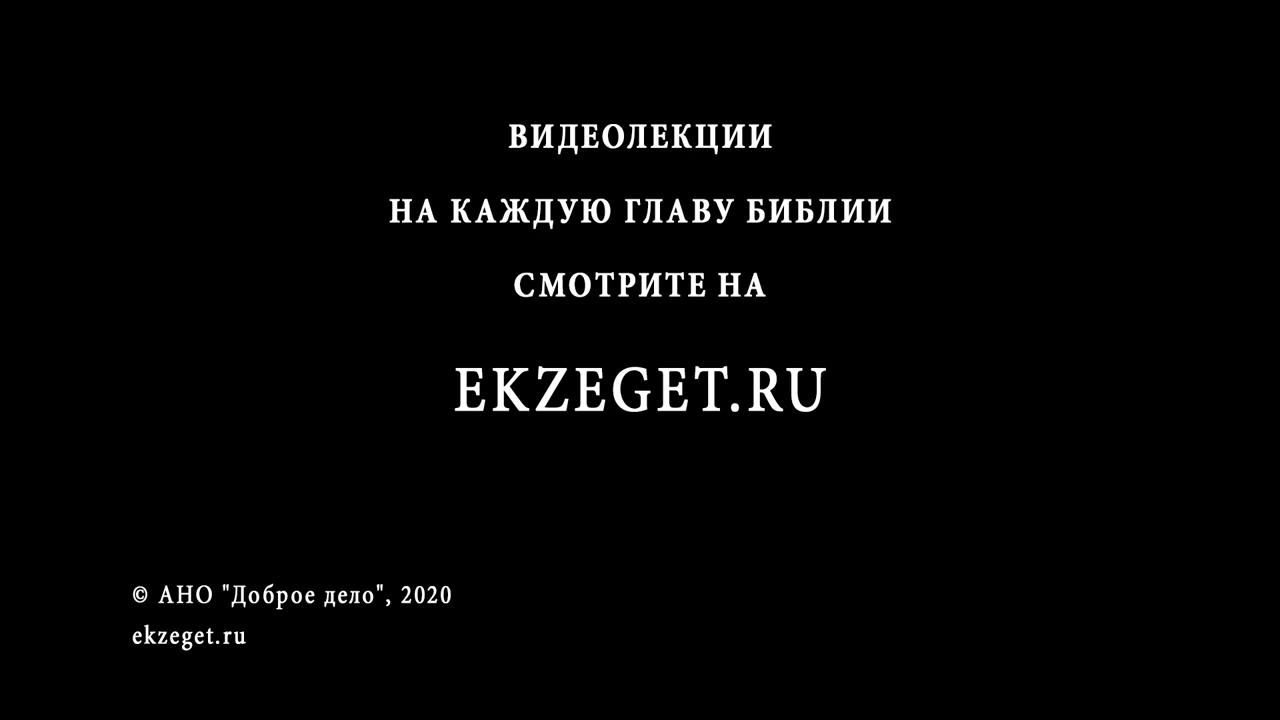 ВИДЕОЛЕКЦИИ
НА КАЖДУЮ ГЛАВУ БИБЛИИ
СМОТРИТЕ НА
EKZEGET.RU
© АНО "Доброе дело", 2020
ekzeget.ru